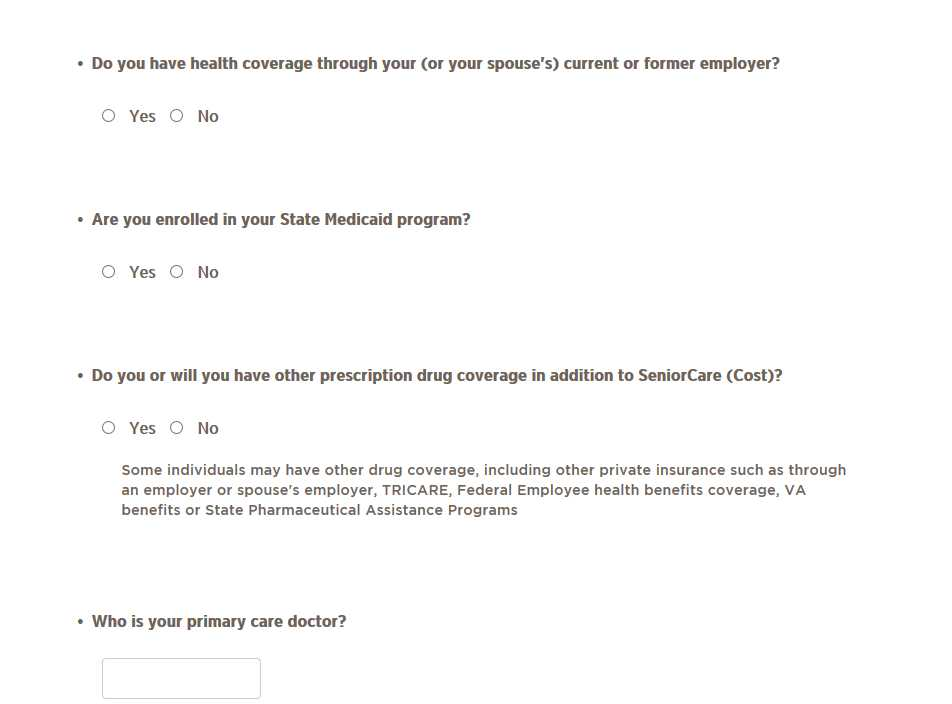 • Do you have health coverage through your (or your spouse's) current or former employer?
Yes No
• Are you enrolled in your State Medicaid program?
Yes No
• Do you or will you have other prescription drug coverage in addition to SeniorCare (Cost)?
Yes No
Some individuals may have other drug coverage, including other private insurance such as through
an employer or spouse's employer, TRICARE, Federal Employee health benefits coverage, VA
benefits or State Pharmaceutical Assistance Programs
• Who is your primary care doctor?